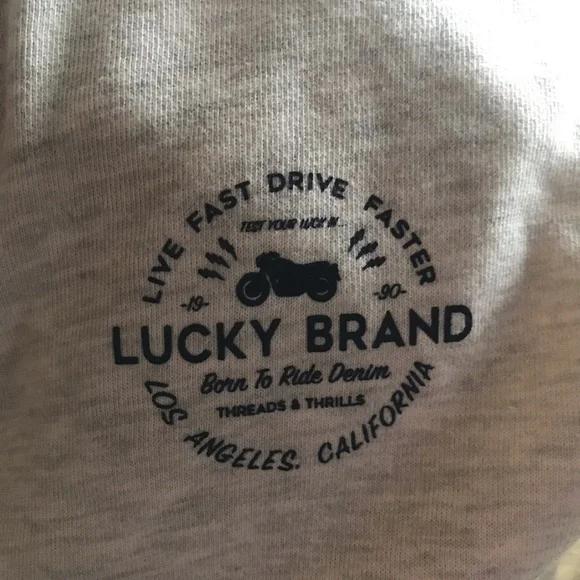 LIVE FAST DRIVE FASTER
TEST YOUR LUCK IN...
-19- -90-
LUCKY BRAND
Born To Ride Denim
THREADS & THRILLS
LOS ANGELES. CALIFORNIA